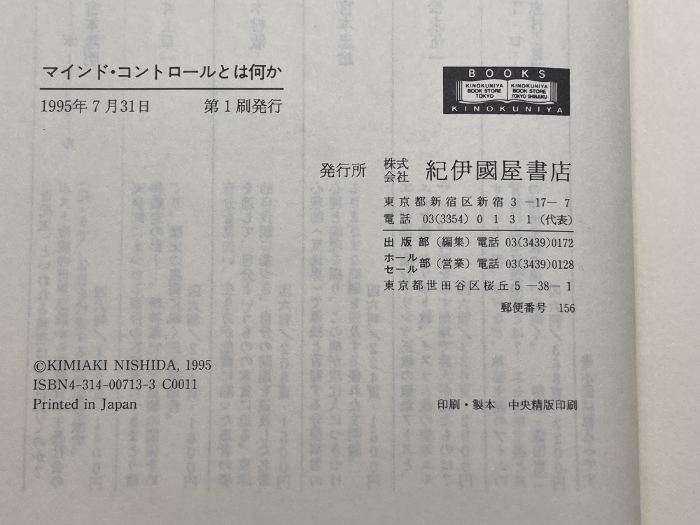 マインド・コントロールとは何か
1995年7月31日 第1刷発行
BOOKS
KINOKUNIYA BOOK STORE TOKYO
KINOKUNIYA BOOK STORE TOKYO SHINJUKU
KINOKUNIYA
発行所 株式会社 紀伊國屋書店
東京都新宿区新宿3-17-7
電話 03(3354)0131(代表)
出版部(編集)電話 03(3439)0172
ホールセール部(営業)電話 03(3439)0128
東京都世田谷区桜丘5-38-1
郵便番号 156
©KIMIAKI NISHIDA, 1995
ISBN4-314-00713-3 C0011
Printed in Japan
印刷・製本 中央精版印刷